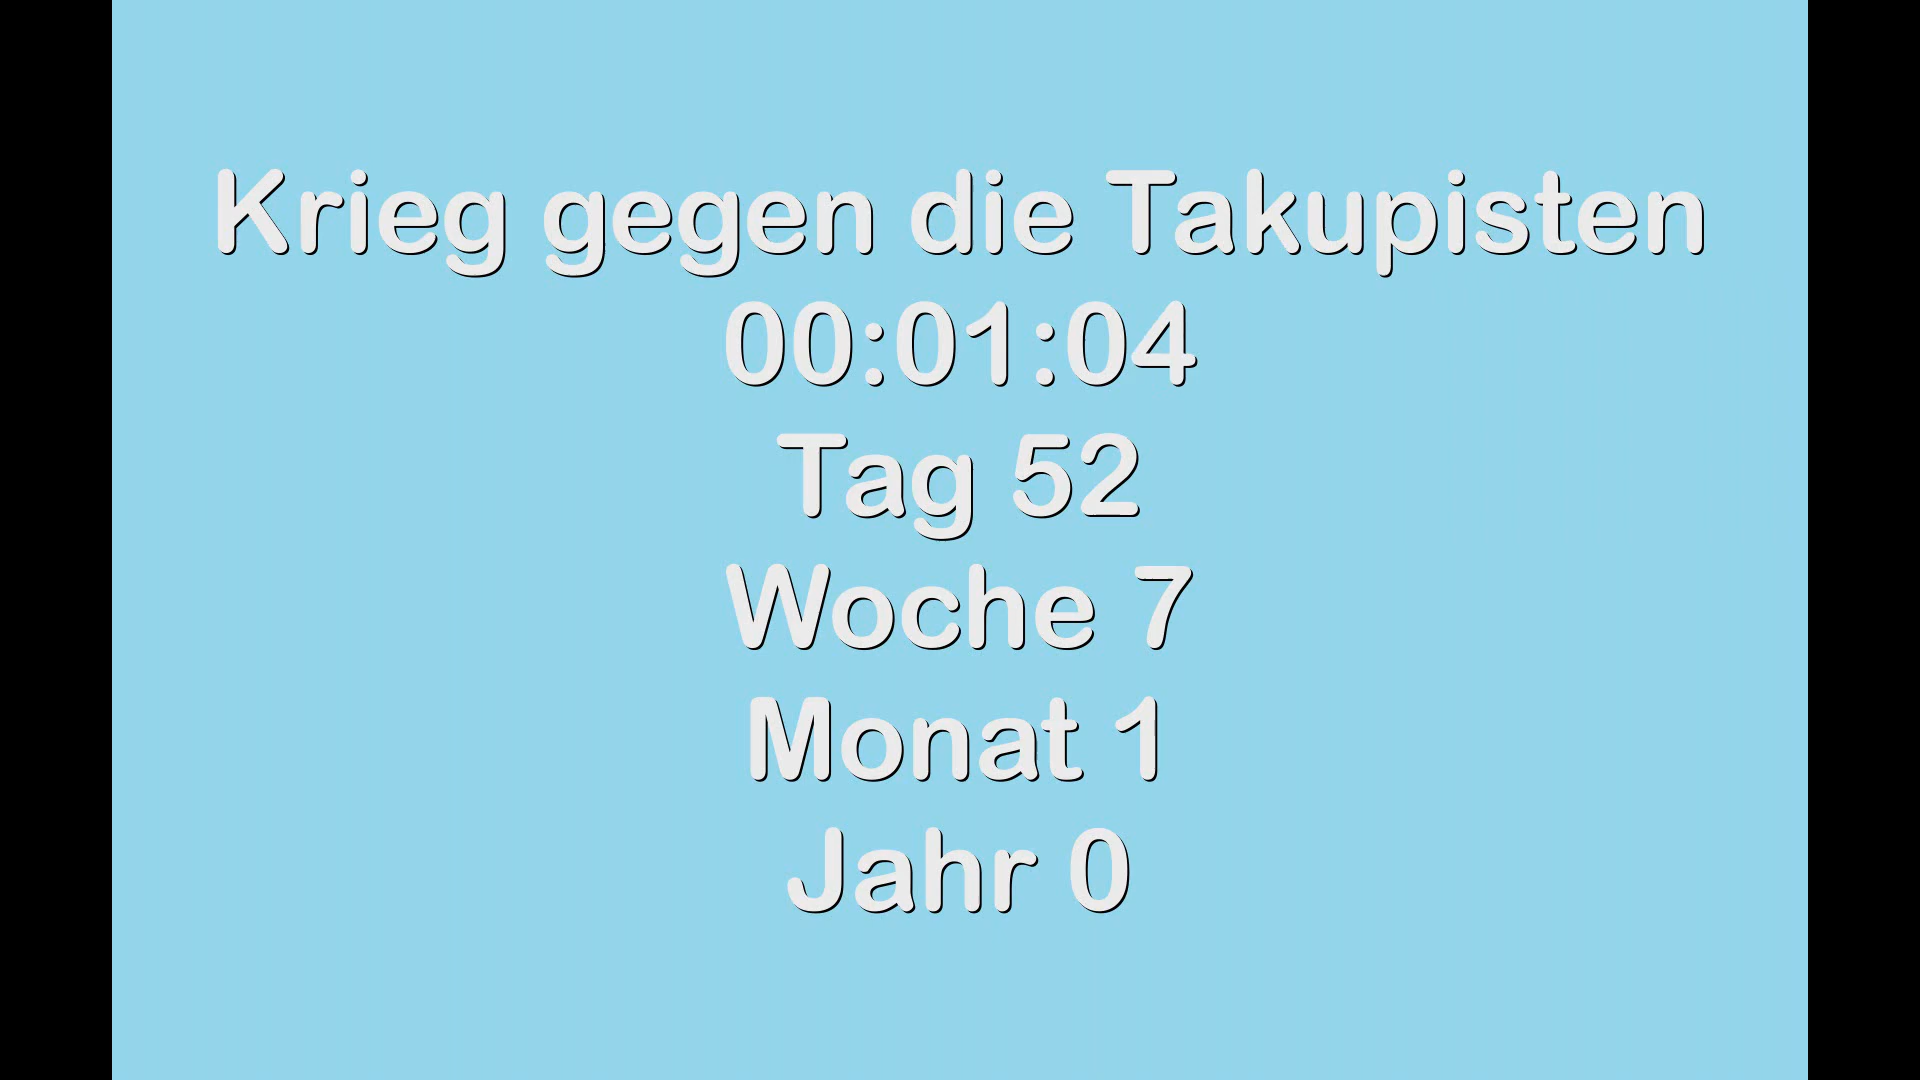 Krieg gegen die Takupisten
00:01:04
Tag 52
Woche 7
Monat 1
Jahr 0